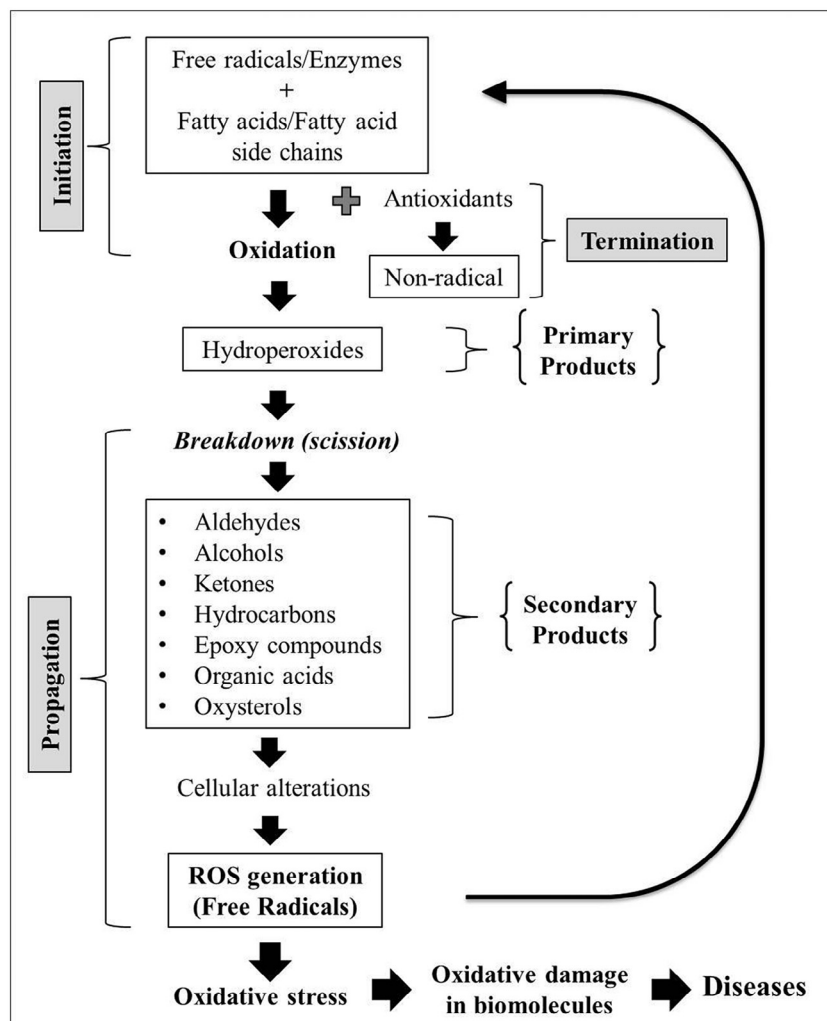 Free radicals/Enzymes
+
Fatty acids/Fatty acid
side chains
Initiation
Antioxidants
Oxidation
Termination
Non-radical
Hydroperoxides
Primary
Products
Breakdown (scission)
• Aldehydes
• Alcohols
• Ketones
• Hydrocarbons
• Epoxy compounds
• Organic acids
• Oxysterols
Secondary
Products
Propagation
Cellular alterations
ROS generation
(Free Radicals)
Oxidative stress
Oxidative damage
in biomolecules
Diseases